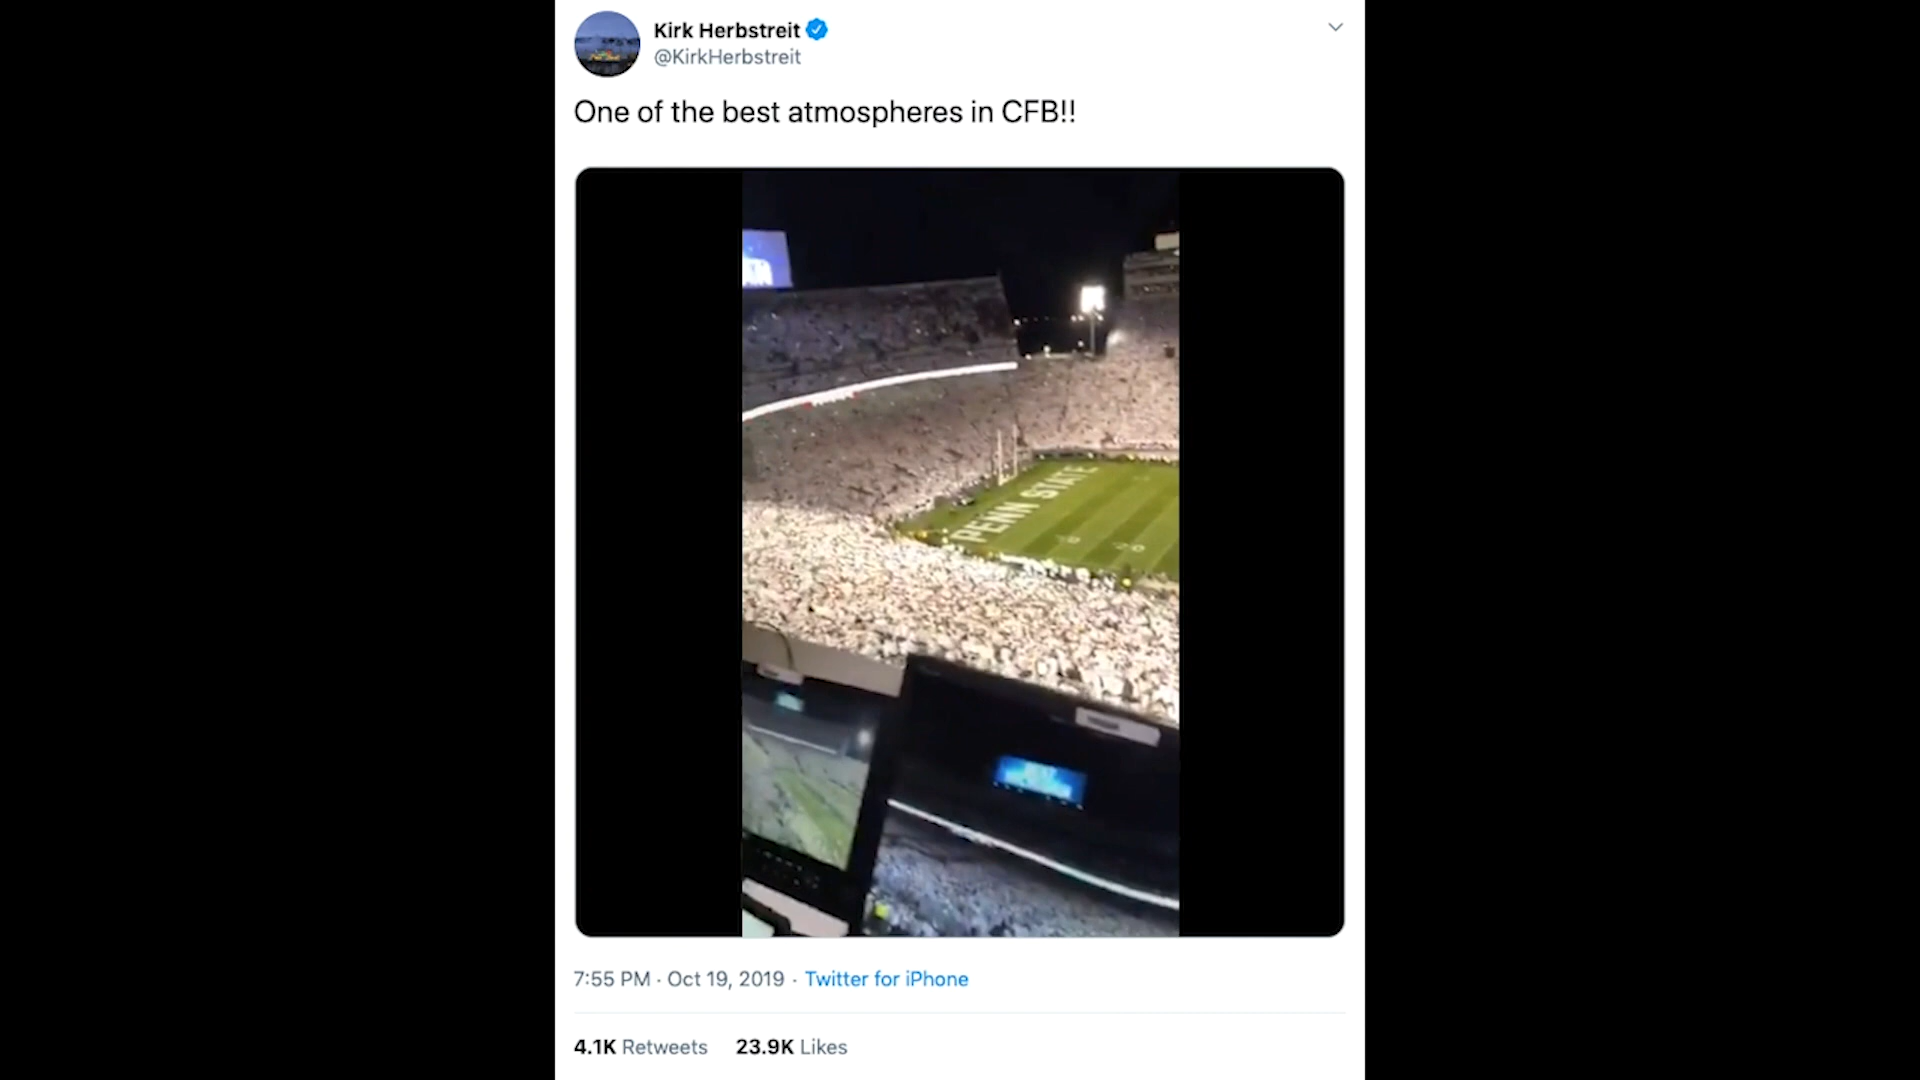 Kirk Herbstreit
@KirkHerbstreit
One of the best atmospheres in CFB!!
PENN STATE
7:55 PM · Oct 19, 2019 · Twitter for iPhone
4.1K Retweets 23.9K Likes